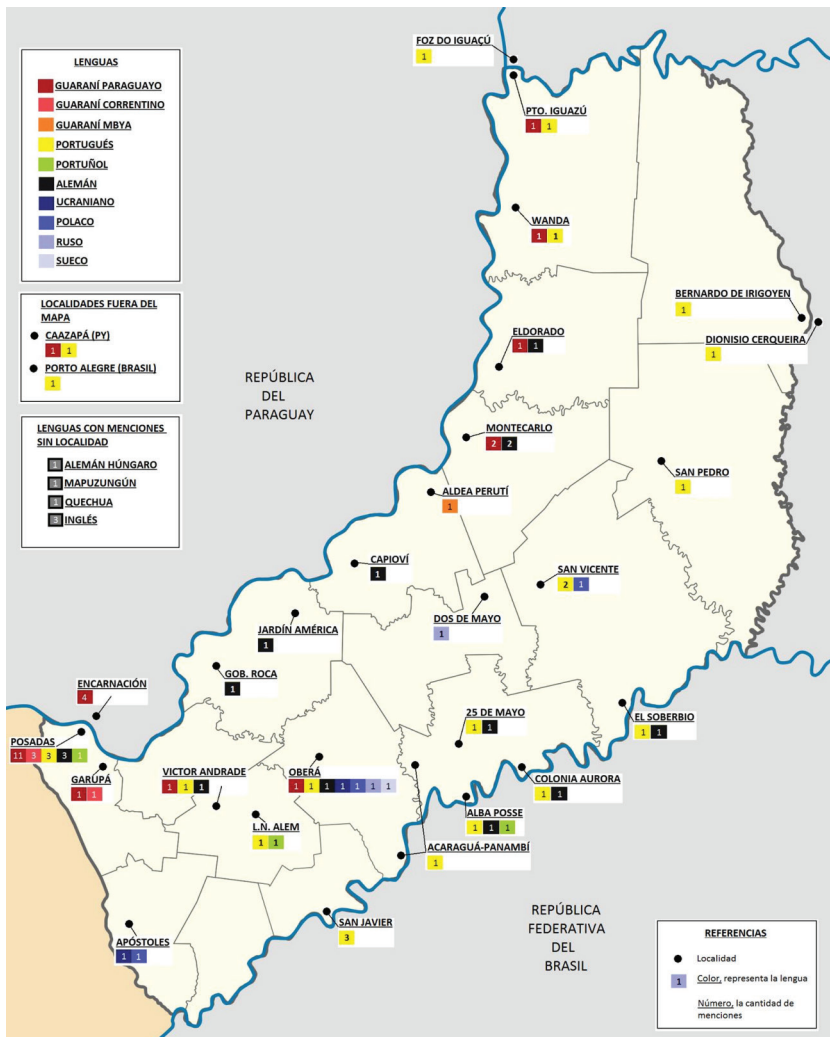 LENGUAS
GUARANÍ PARAGUAYO
GUARANÍ CORRENTINO
GUARANÍ MBYA
PORTUGUÉS
PORTUÑOL
ALEMÁN
UCRANIANO
POLACO
RUSO
SUECO
LOCALIDADES FUERA DEL
MAPA
CAAZAPÁ (PY)
1 1
PORTO ALEGRE (BRASIL)
1
LENGUAS CON MENCIONES
SIN LOCALIDAD
1 ALEMÁN HÚNGARO
1 MAPUZUNGÚN
1 QUECHUA
3 INGLÉS
FOZ DO IGUAÇÚ
1
PTO. IGUAZÚ
1 1
WANDA
1 1
BERNARDO DE IRIGOYEN
1
DIONISIO CERQUEIRA
1
ELDORADO
1 1
REPÚBLICA
DEL
PARAGUAY
MONTECARLO
2 2
SAN PEDRO
1
ALDEA PERUTÍ
1
CAPIOVÍ
1
SAN VICENTE
2 1
DOS DE MAYO
1
JARDÍN AMÉRICA
1
GOB. ROCA
1
ENCARNACIÓN
4
POSADAS
11 3 3 3 1
GARUPÁ
1 1
VICTOR ANDRADE
1 1 1
OBERÁ
1 1 1 1 1 1 1
25 DE MAYO
1 1
EL SOBERBIO
1 1
COLONIA AURORA
1 1
L.N. ALEM
1 1
ALBA POSSE
1 1 1
ACARAGUÁ-PANAMBÍ
1
SAN JAVIER
3
APÓSTOLES
1 1
REPÚBLICA
FEDERATIVA
DEL
BRASIL
REFERENCIAS
Localidad
1 Color, representa la lengua
Número, la cantidad de
menciones